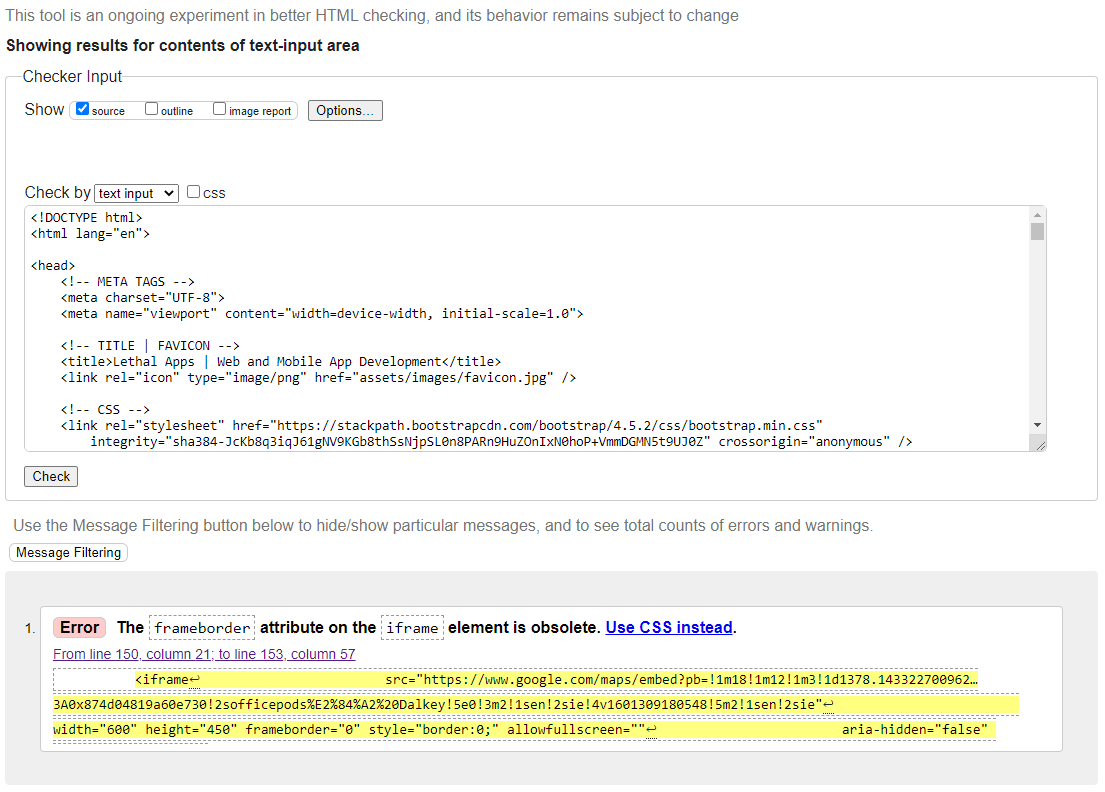 This tool is an ongoing experiment in better HTML checking, and its behavior remains subject to change
Showing results for contents of text-input area
Checker Input
Show source outline image report Options...
Check by text input css
<!DOCTYPE html>
<html lang="en">
<head>
<!-- META TAGS -->
<meta charset="UTF-8">
<meta name="viewport" content="width=device-width, initial-scale=1.0">
<!-- TITLE | FAVICON -->
<title>Lethal Apps | Web and Mobile App Development</title>
<link rel="icon" type="image/png" href="assets/images/favicon.jpg" />
<!-- CSS -->
<link rel="stylesheet" href="https://stackpath.bootstrapcdn.com/bootstrap/4.5.2/css/bootstrap.min.css"
integrity="sha384-JcKb8q3iqJ61gNV9KGb8thSsNjpSL0n8PARn9HuZOnIxN0hoP+VmmDGMN5t9UJ0Z" crossorigin="anonymous" />
Check
Use the Message Filtering button below to hide/show particular messages, and to see total counts of errors and warnings.
Message Filtering
1. Error The frameborder attribute on the iframe element is obsolete. Use CSS instead.
From line 150, column 21; to line 153, column 57
<iframe↩ src="https://www.google.com/maps/embed?pb=!1m18!1m12!1m3!1d1378.143322700962…
3A0x874d04819a60e730!2sofficepods%E2%84%A2%20Dalkey!5e0!3m2!1sen!2sie!4v1601309180548!5m2!1sen!2sie"↩
width="600" height="450" frameborder="0" style="border:0;" allowfullscreen=""↩ aria-hidden="false"